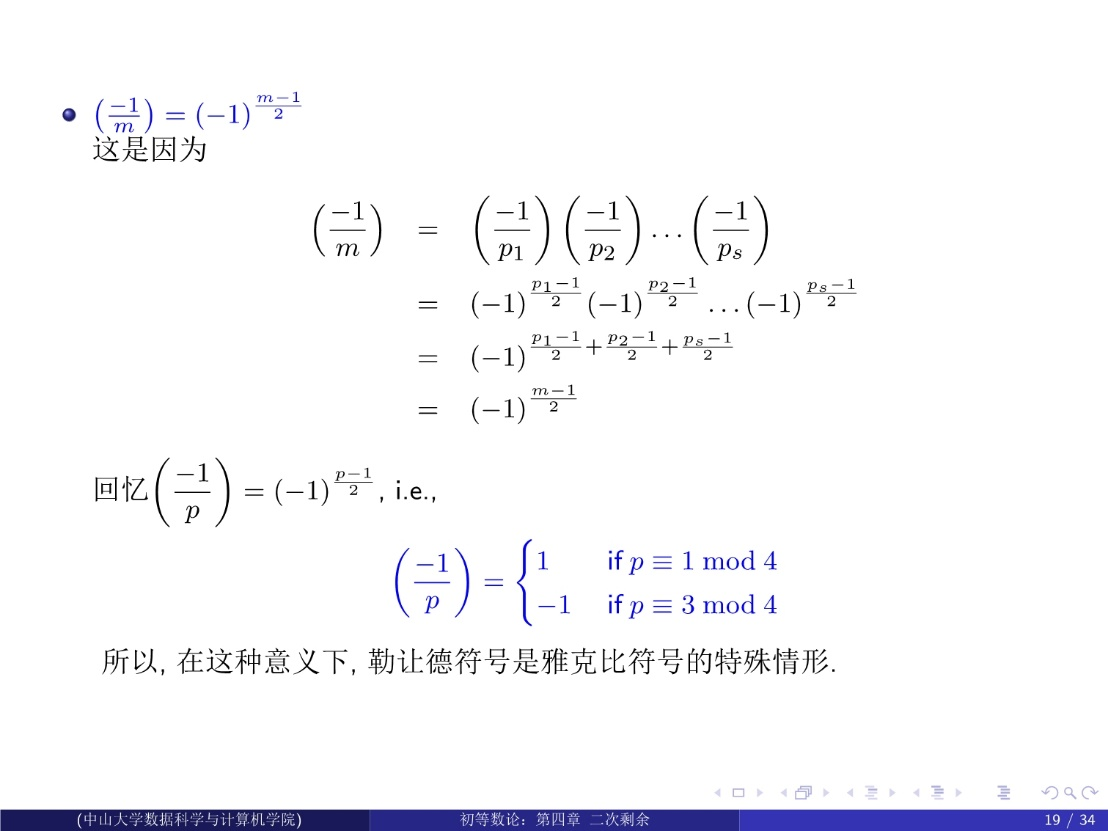 (−1/m) = (−1)^{(m−1)/2}
这是因为
(−1/m) = (−1/p₁)(−1/p₂)…(−1/pₛ)
= (−1)^{(p₁−1)/2}(−1)^{(p₂−1)/2}…(−1)^{(pₛ−1)/2}
= (−1)^{(p₁−1)/2+(p₂−1)/2+(pₛ−1)/2}
= (−1)^{(m−1)/2}
回忆(−1/p) = (−1)^{(p−1)/2}, i.e.,
(−1/p) = { 1 if p ≡ 1 mod 4
−1 if p ≡ 3 mod 4
所以, 在这种意义下, 勒让德符号是雅克比符号的特殊情形.
(中山大学数据科学与计算机学院) 初等数论: 第四章 二次剩余 19 / 34